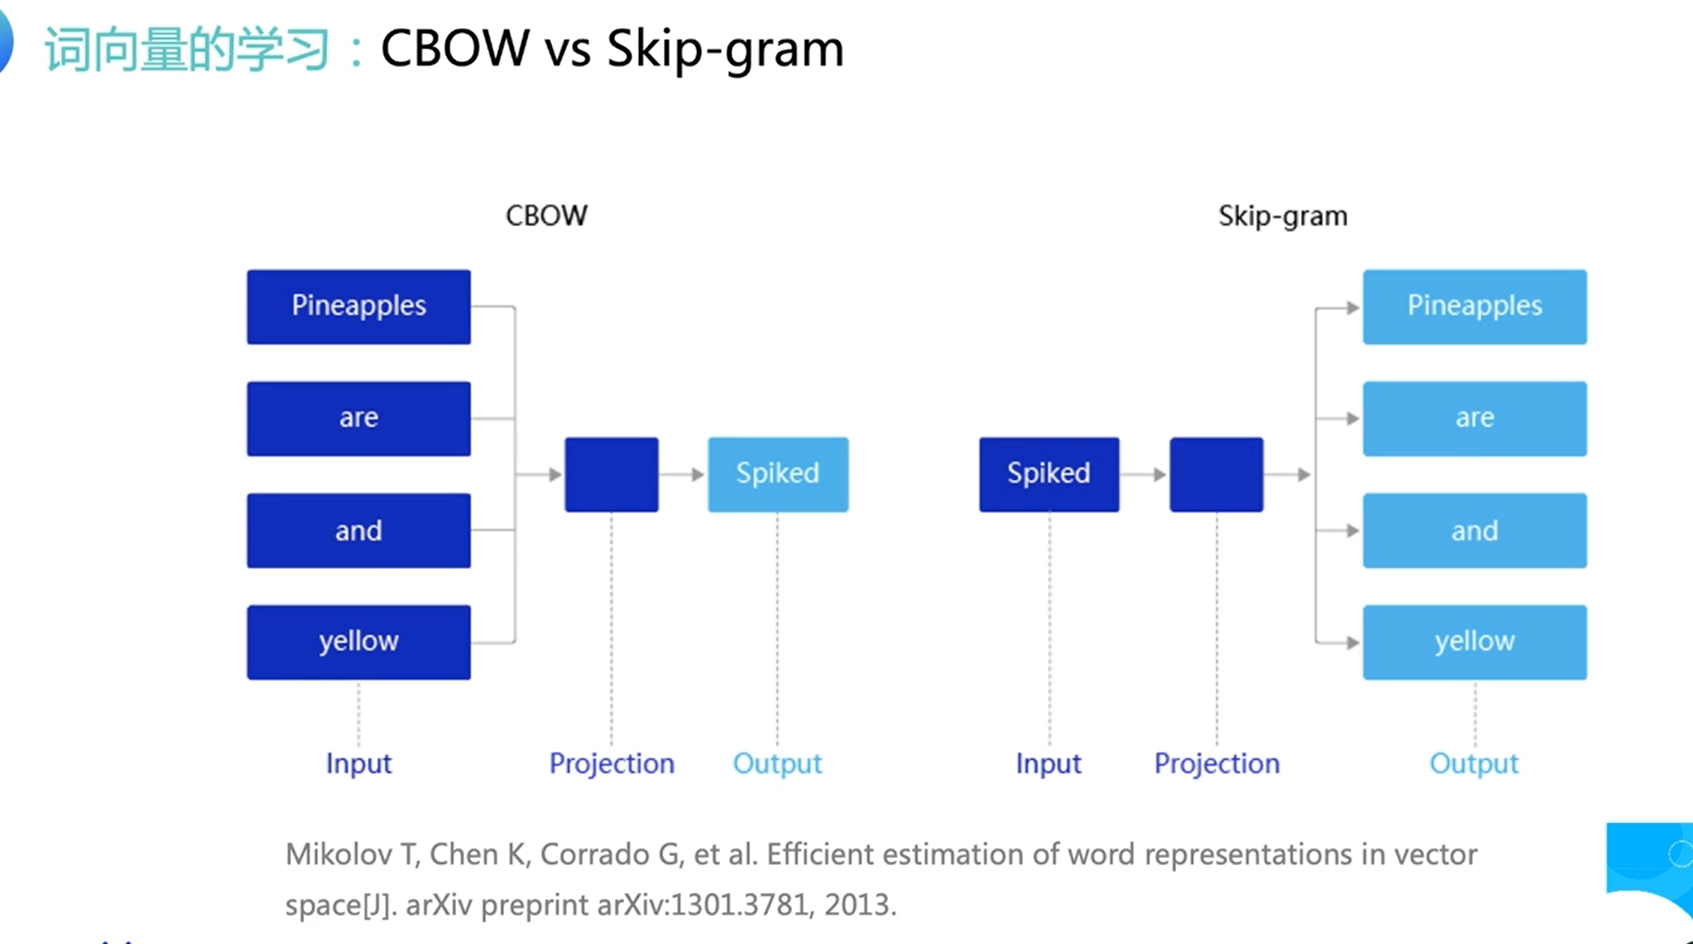 词向量的学习：CBOW vs Skip-gram
CBOW
Pineapples
are
and
yellow
Spiked
Input
Projection
Output
Skip-gram
Spiked
Pineapples
are
and
yellow
Input
Projection
Output
Mikolov T, Chen K, Corrado G, et al. Efficient estimation of word representations in vector
space[J]. arXiv preprint arXiv:1301.3781, 2013.